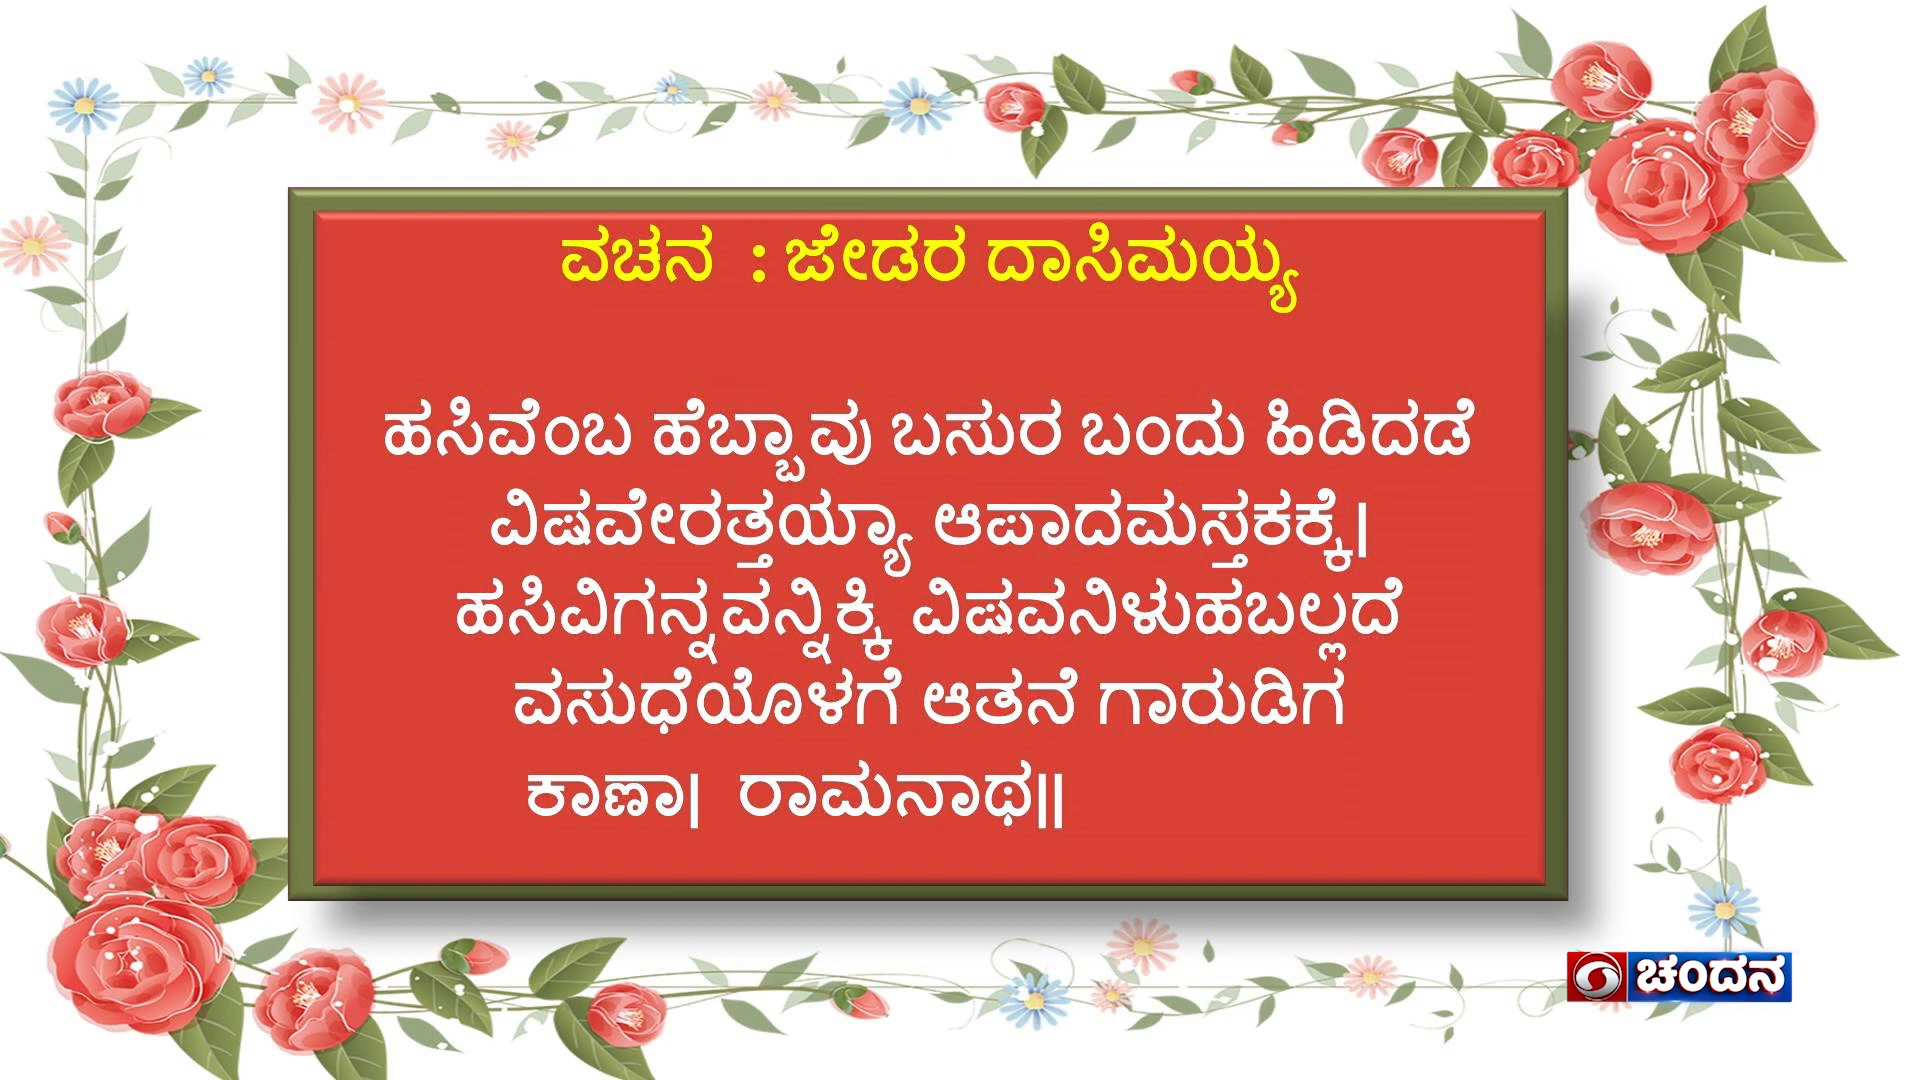 ವಚನ : ಜೇಡರ ದಾಸಿಮಯ್ಯ
ಹಸಿವೆಂಬ ಹೆಬ್ಬಾವು ಬಸುರ ಬಂದು ಹಿಡಿದಡೆ
ವಿಷವೇರತ್ತಯ್ಯಾ ಆಪಾದಮಸ್ತಕಕ್ಕೆ|
ಹಸಿವಿಗನ್ನವನ್ನಿಕ್ಕಿ ವಿಷವನಿಳುಹಬಲ್ಲದೆ
ವಸುಧೆಯೊಳಗೆ ಆತನೆ ಗಾರುಡಿಗ
ಕಾಣಾ| ರಾಮನಾಥ||
ಚಂದನ